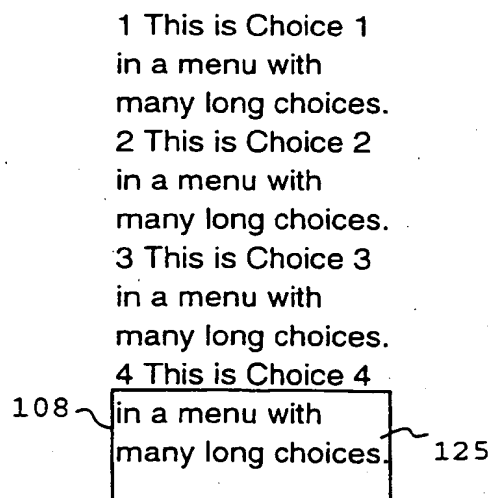 1 This is Choice 1
in a menu with
many long choices.
2 This is Choice 2
in a menu with
many long choices.
3 This is Choice 3
in a menu with
many long choices.
4 This is Choice 4
108 in a menu with
many long choices. 125